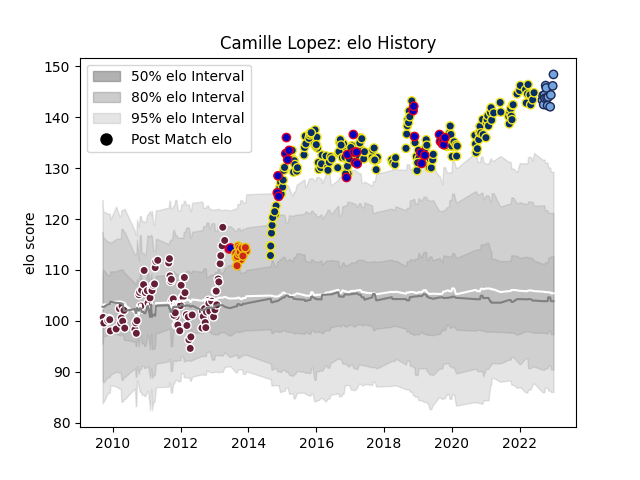 Camille Lopez: elo History
50% elo Interval
80% elo Interval
95% elo Interval
Post Match elo
elo score
150
140
130
120
110
100
90
80
2010 2012 2014 2016 2018 2020 2022